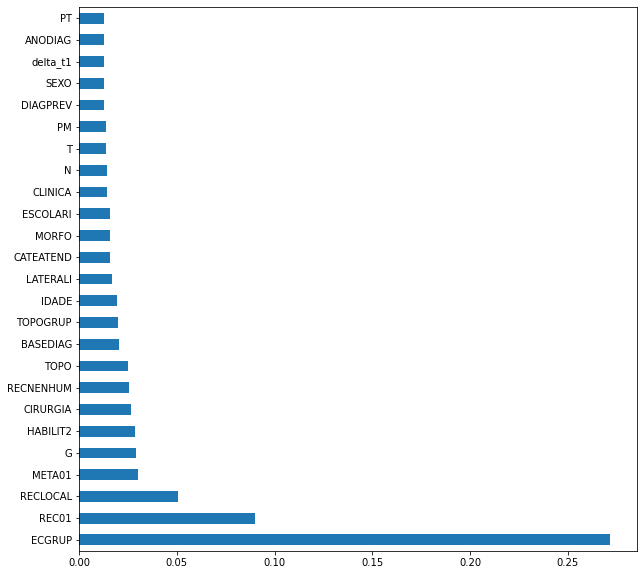 PT
ANODIAG
delta_t1
SEXO
DIAGPREV
PM
T
N
CLINICA
ESCOLARI
MORFO
CATEATEND
LATERALI
IDADE
TOPOGRUP
BASEDIAG
TOPO
RECNENHUM
CIRURGIA
HABILIT2
G
META01
RECLOCAL
REC01
ECGRUP
0.00 0.05 0.10 0.15 0.20 0.25